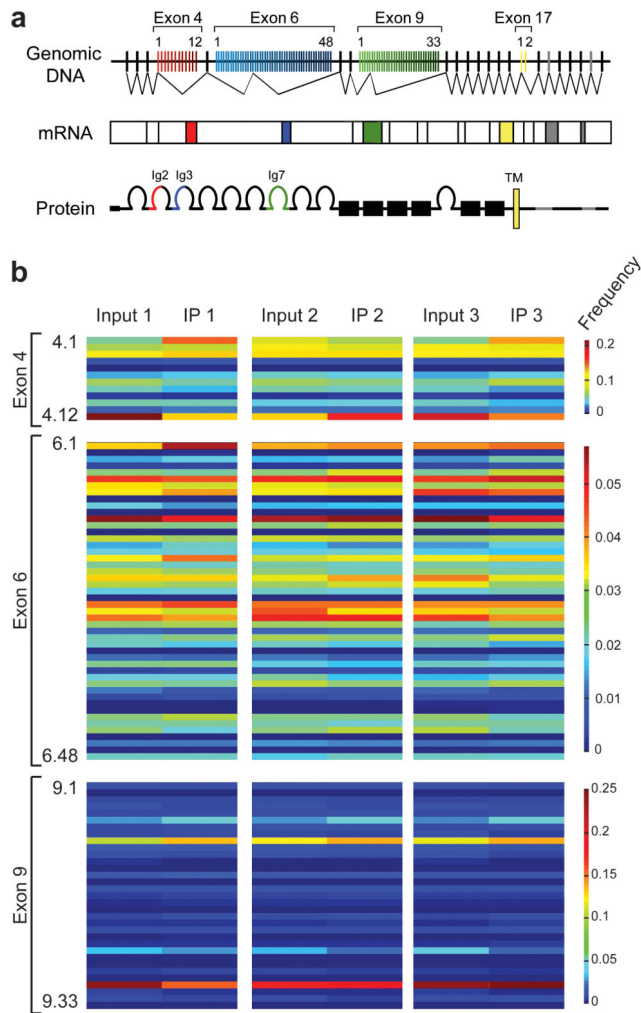 a
Exon 4 Exon 6 Exon 9 Exon 17
1 12 1 48 1 33 1 2
Genomic
DNA
mRNA
Ig2 Ig3 Ig7 TM
Protein
b
Input 1 IP 1 Input 2 IP 2 Input 3 IP 3 Frequency
Exon 4
4.1
4.12
0.2
0.1
0
Exon 6
6.1
6.48
0.05
0.04
0.03
0.02
0.01
0
Exon 9
9.1
9.33
0.25
0.20
0.15
0.1
0.05
0